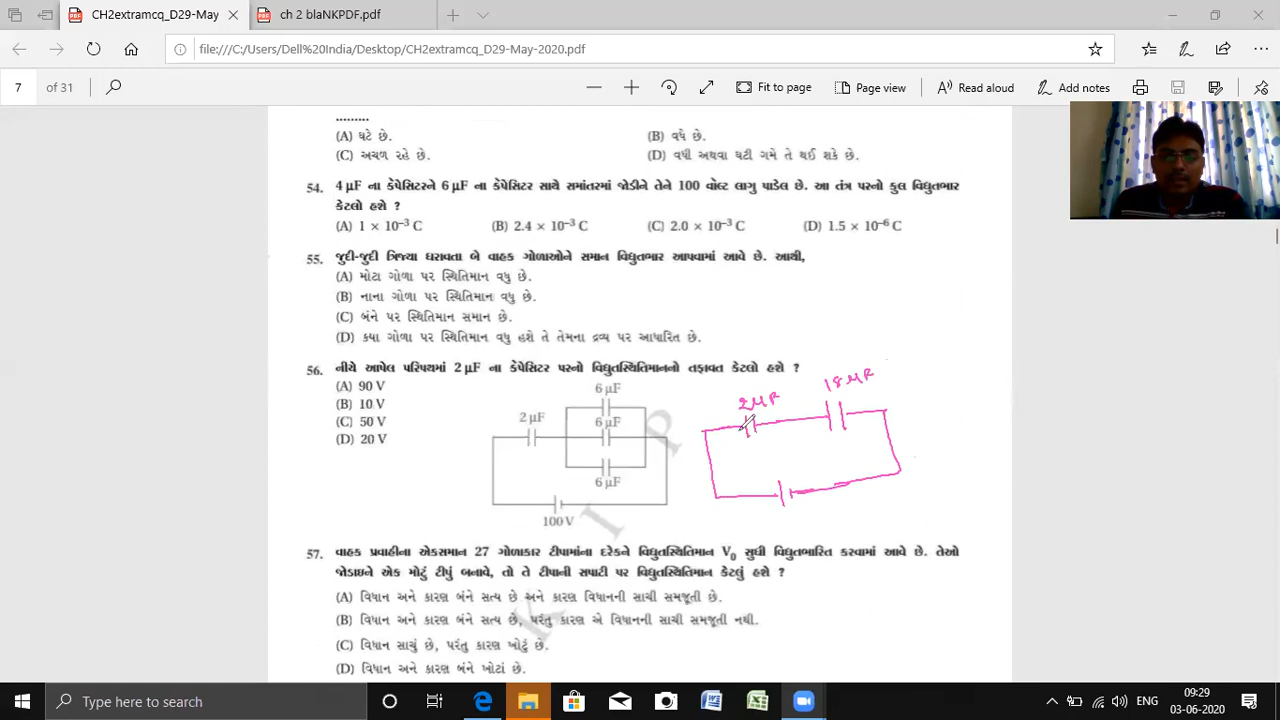 CH2extramcq_D29-May-2020.pdf
ch 2 blaNKPDF.pdf
file:///C:/Users/Dell%20India/Desktop/CH2extramcq_D29-May-2020.pdf
7 of 31
Fit to page
Page view
Read aloud
Add notes
.........
(A) ઘટે છે. (B) વધે છે.
(C) અચળ રહે છે. (D) વધી અથવા ઘટી ગમે તે થઈ શકે છે.
54. 4 μF ના કેપેસિટરને 6 μF ના કેપેસિટર સાથે સમાંતરમાં જોડીને તેને 100 વોલ્ટ લાગુ પાડેલ છે. આ તંત્ર પરનો કુલ વિદ્યુતભાર
કેટલો હશે ?
(A) 1 × 10⁻³ C (B) 2.4 × 10⁻³ C (C) 2.0 × 10⁻³ C (D) 1.5 × 10⁻⁶ C
55. જુદી-જુદી ત્રિજ્યા ધરાવતા બે વાહક ગોળાઓને સમાન વિદ્યુતભાર આપવામાં આવે છે. આથી,
(A) મોટા ગોળા પર સ્થિતિમાન વધુ છે.
(B) નાના ગોળા પર સ્થિતિમાન વધુ છે.
(C) બંને પર સ્થિતિમાન સમાન છે.
(D) ક્યા ગોળા પર સ્થિતિમાન વધુ હશે તે તેમના દ્રવ્ય પર આધારિત છે.
56. નીચે આપેલ પરિપથમાં 2 μF ના કેપેસિટર પરનો વિદ્યુતસ્થિતિમાનનો તફાવત કેટલો હશે ?
(A) 90 V
(B) 10 V
(C) 50 V
(D) 20 V
6 μF
2 μF
6 μF
6 μF
100 V
2μF
18μF
K I P
57. વાહક પ્રવાહીના એકસમાન 27 ગોળાકાર ટીપામાંના દરેકને વિદ્યુતસ્થિતિમાન V₀ સુધી વિદ્યુતભારિત કરવામાં આવે છે. તેઓ
જોડાઇને એક મોટું ટીપું બનાવે, તો તે ટીપાની સપાટી પર વિદ્યુતસ્થિતિમાન કેટલું હશે ?
(A) વિધાન અને કારણ બંને સત્ય છે અને કારણ વિધાનની સાચી સમજૂતી છે.
(B) વિધાન અને કારણ બંને સત્ય છે, પરંતુ કારણ એ વિધાનની સાચી સમજૂતી નથી.
(C) વિધાન સાચું છે, પરંતુ કારણ ખોટું છે.
(D) વિધાન અને કારણ બંને ખોટાં છે.
Type here to search
ENG
09:29
03-06-2020